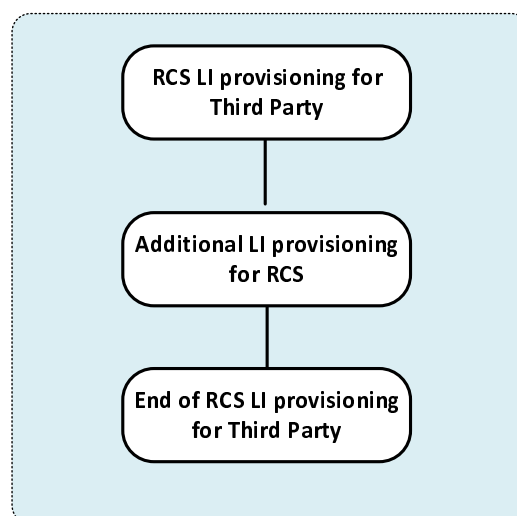 RCS LI provisioning for
Third Party
Additional LI provisioning
for RCS
End of RCS LI provisioning
for Third Party